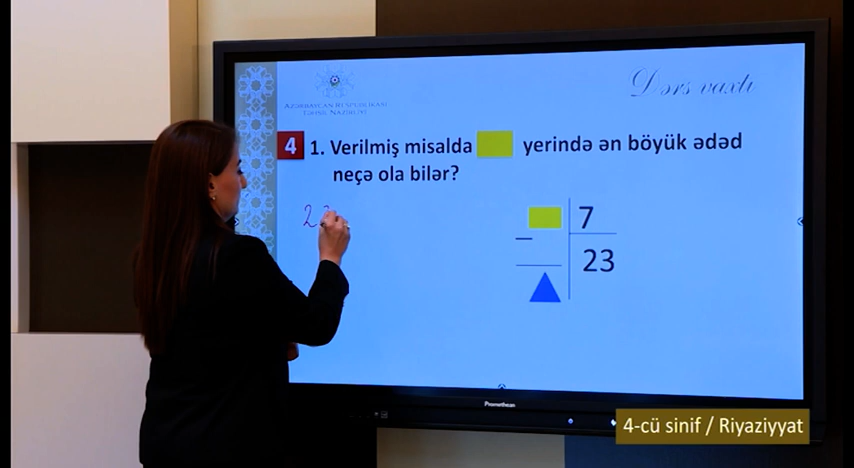 Dərs vaxtı
AZƏRBAYCAN RESPUBLİKASI
TƏHSİL NAZİRLİYİ
4 1. Verilmiş misalda yerində ən böyük ədəd
neçə ola bilər?
7
−
23
2
Promethean
4-cü sinif / Riyaziyyat